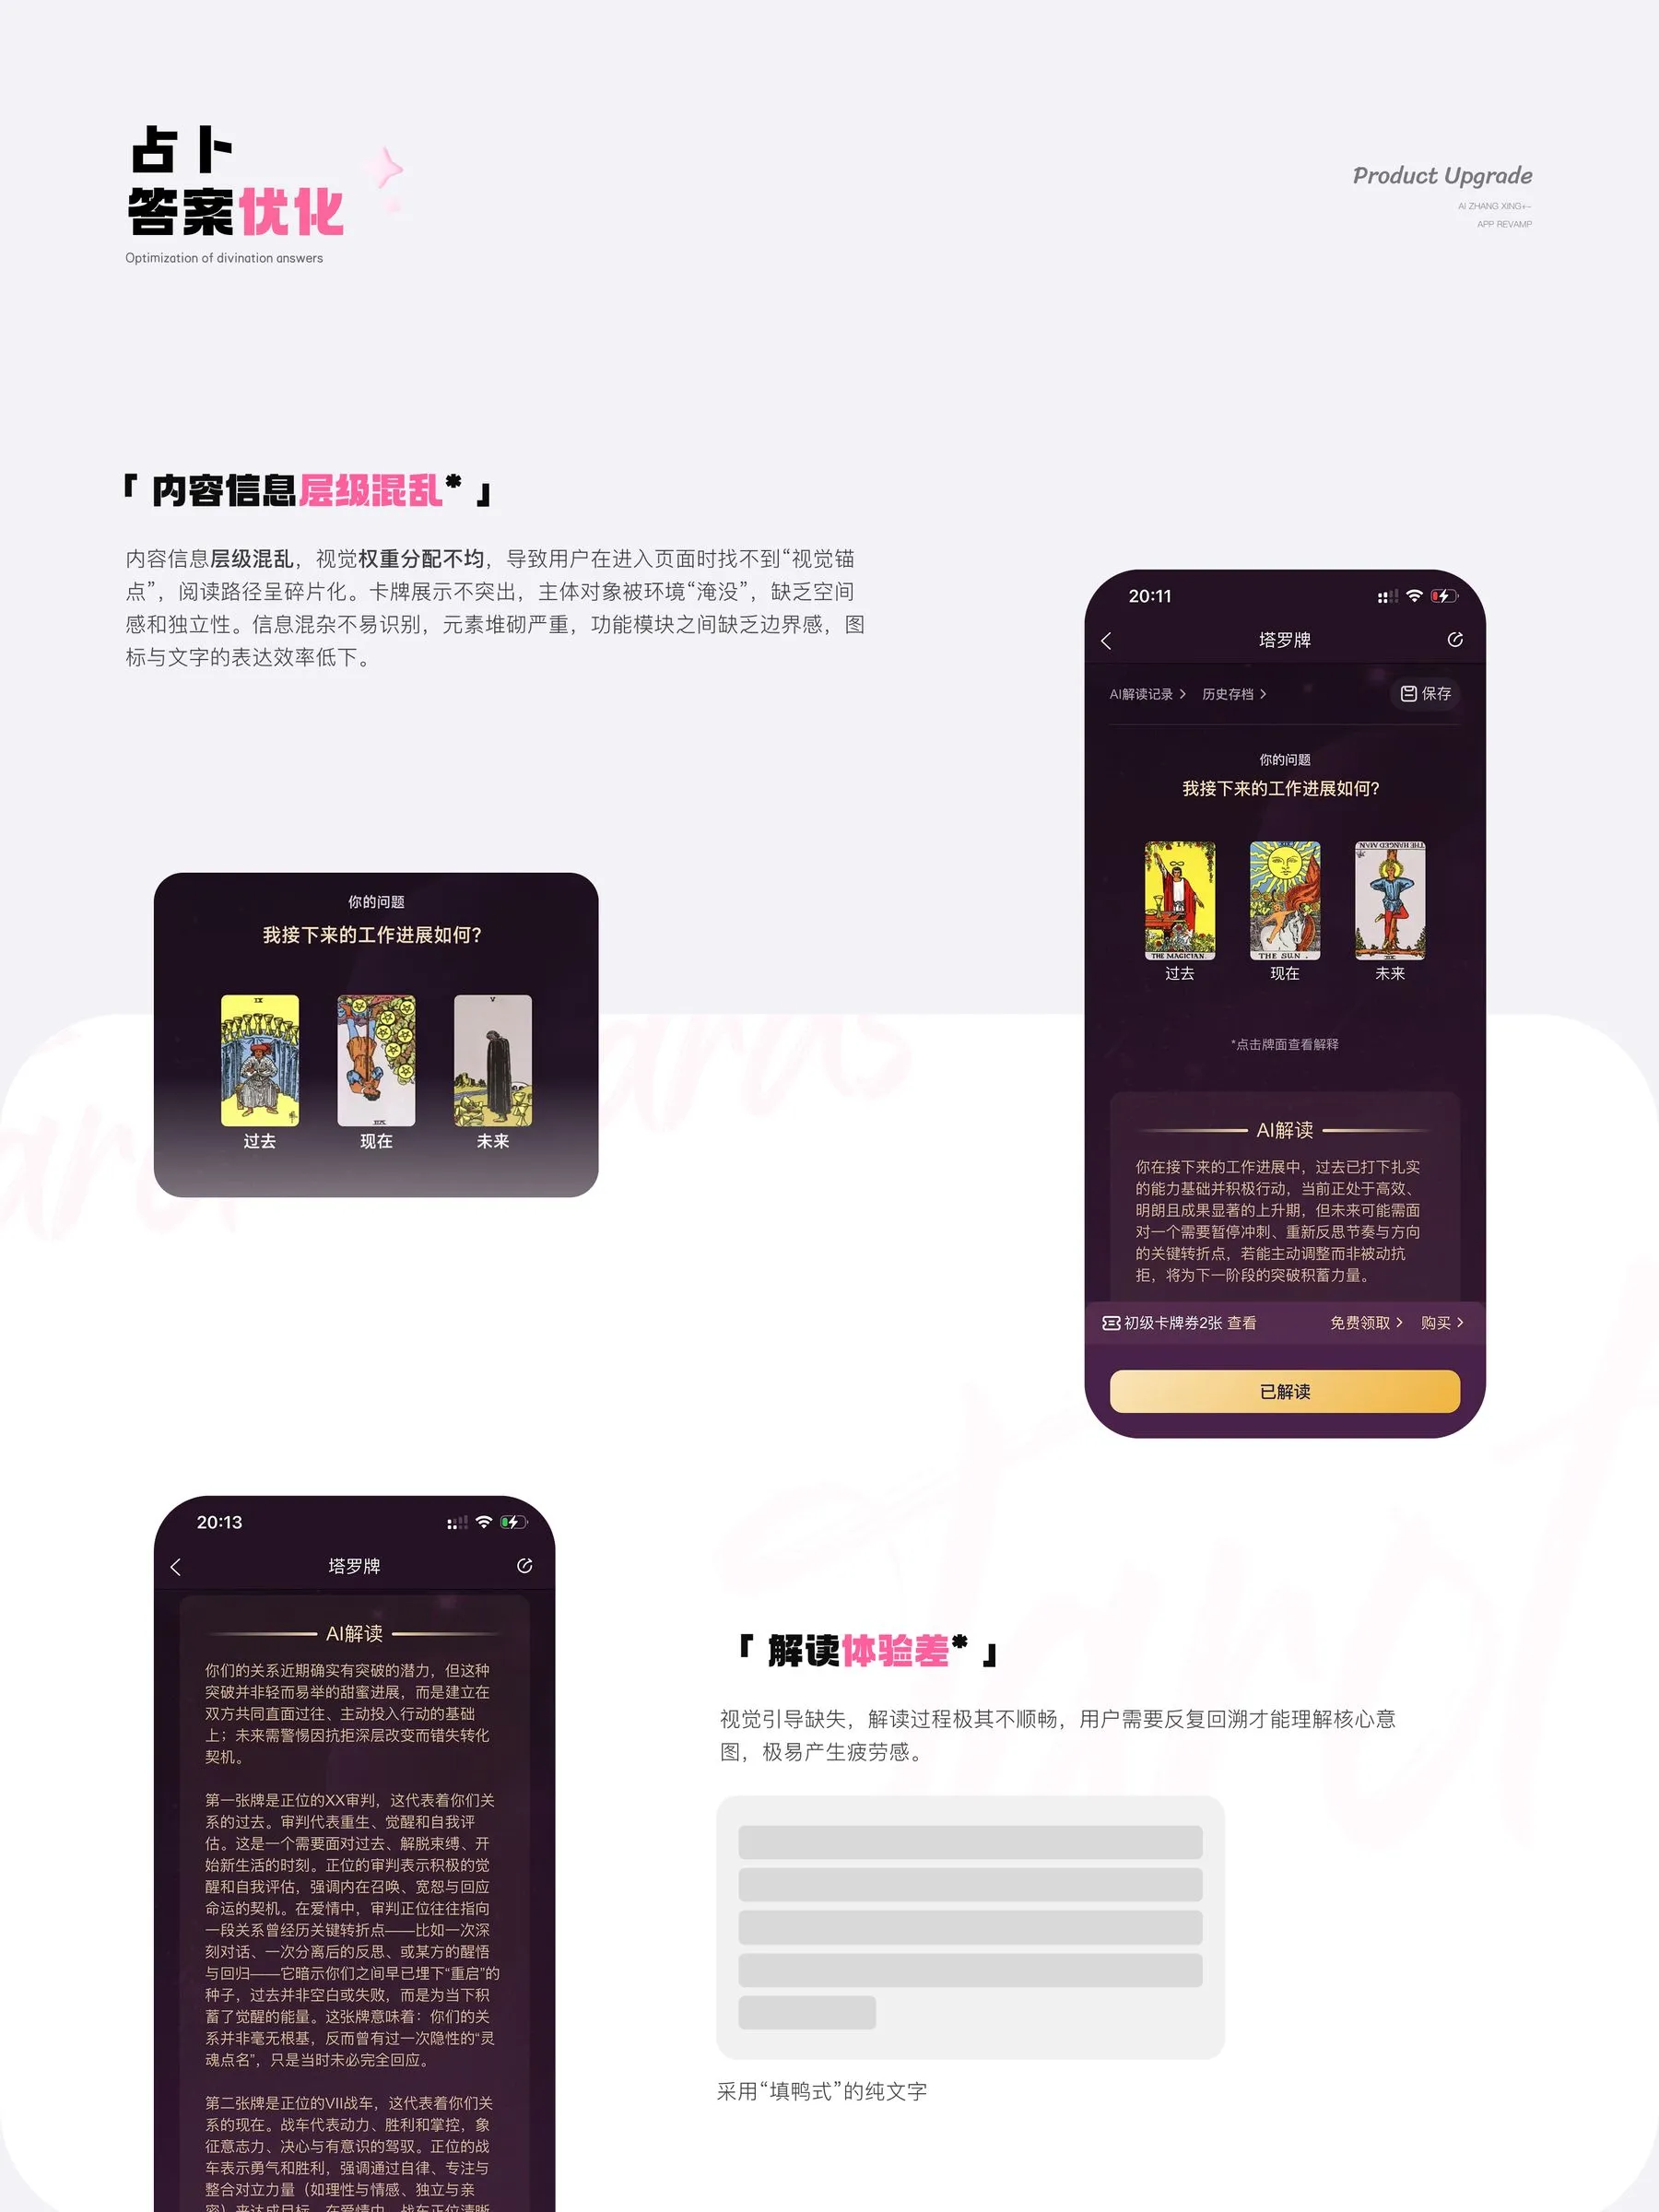 占卜
答案优化
Optimization of divination answers
Product Upgrade
AI ZHANG XING+-
APP REVAMP
「 内容信息层级混乱* 」
内容信息层级混乱，视觉权重分配不均，导致用户在进入页面时找不到“视觉锚
点”，阅读路径呈碎片化。卡牌展示不突出，主体对象被环境“淹没”，缺乏空间
感和独立性。信息混杂不易识别，元素堆砌严重，功能模块之间缺乏边界感，图
标与文字的表达效率低下。
你的问题
我接下来的工作进展如何?
IX
VII
V
过去
现在
未来
20:11
塔罗牌
AI解读记录
历史存档
保存
你的问题
我接下来的工作进展如何?
I
THE MAGICIAN.
THE SUN.
THE HANGED MAN.
XII
过去
现在
未来
*点击牌面查看解释
AI解读
你在接下来的工作进展中，过去已打下扎实
的能力基础并积极行动，当前正处于高效、
明朗且成果显著的上升期，但未来可能需面
对一个需要暂停冲刺、重新反思节奏与方向
的关键转折点，若能主动调整而非被动抗
拒，将为下一阶段的突破积蓄力量。
初级卡牌券2张 查看
免费领取
购买
已解读
20:13
塔罗牌
AI解读
你们的关系近期确实有突破的潜力，但这种
突破并非轻而易举的甜蜜进展，而是建立在
双方共同直面过往、主动投入行动的基础
上；未来需警惕因抗拒深层改变而错失转化
契机。
第一张牌是正位的XX审判，这代表着你们关
系的过去。审判代表重生、觉醒和自我评
估。这是一个需要面对过去、解脱束缚、开
始新生活的时刻。正位的审判表示积极的觉
醒和自我评估，强调内在召唤、宽恕与回应
命运的契机。在爱情中，审判正位往往指向
一段关系曾经历关键转折点——比如一次深
刻对话、一次分离后的反思、或某方的醒悟
与回归——它暗示你们之间早已埋下“重启”的
种子，过去并非空白或失败，而是为当下积
蓄了觉醒的能量。这张牌意味着：你们的关
系并非毫无根基，反而曾有过一次隐性的“灵
魂点名”，只是当时未必完全回应。
第二张牌是正位的VII战车，这代表着你们关
系的现在。战车代表动力、胜利和掌控，象
征意志力、决心与有意识的驾驭。正位的战
车表示勇气和胜利，强调通过自律、专注与
整合对立力量（如理性与情感、独立与亲
密）来达成目标。在爱情中，战车正位清晰
「 解读体验差* 」
视觉引导缺失，解读过程极其不顺畅，用户需要反复回溯才能理解核心意
图，极易产生疲劳感。
采用“填鸭式”的纯文字
Tarot